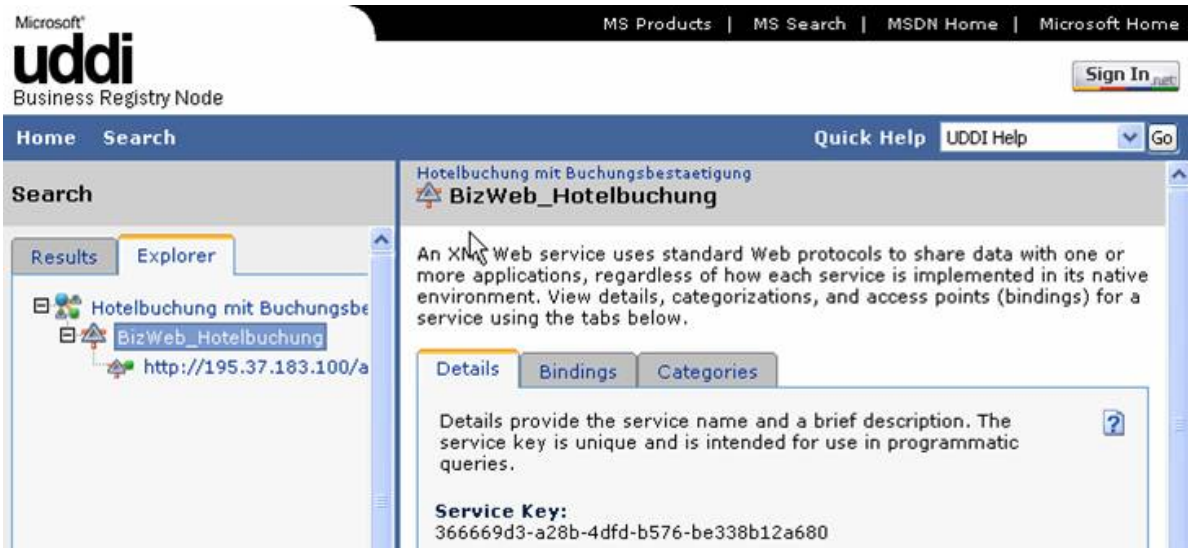 Microsoft®
MS Products | MS Search | MSDN Home | Microsoft Home
uddi
Business Registry Node
Sign In .net
Home Search
Quick Help UDDI Help Go
Search
Results Explorer
Hotelbuchung mit Buchungsbe
BizWeb_Hotelbuchung
http://195.37.183.100/a
Hotelbuchung mit Buchungsbestaetigung
BizWeb_Hotelbuchung
An XML Web service uses standard Web protocols to share data with one or
more applications, regardless of how each service is implemented in its native
environment. View details, categorizations, and access points (bindings) for a
service using the tabs below.
Details Bindings Categories
Details provide the service name and a brief description. The
service key is unique and is intended for use in programmatic
queries.
?
Service Key:
366669d3-a28b-4dfd-b576-be338b12a680